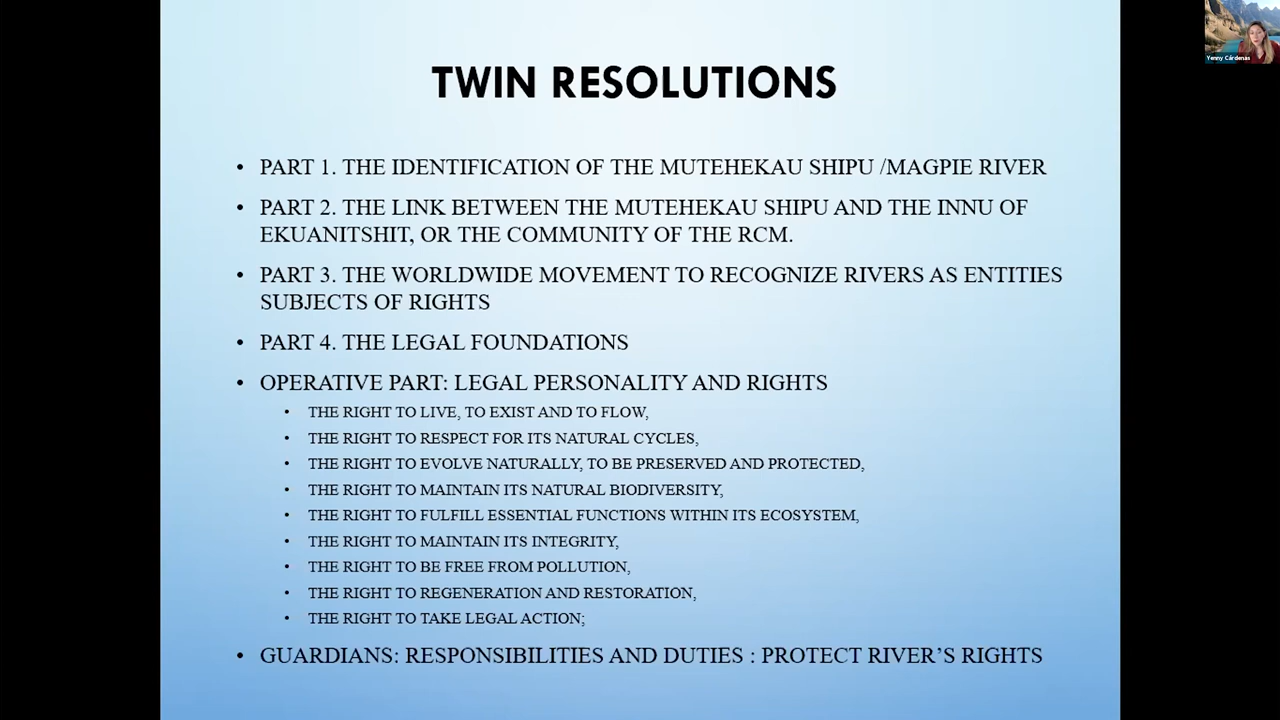 TWIN RESOLUTIONS
Yenny Cárdenas
• PART 1. THE IDENTIFICATION OF THE MUTEHEKAU SHIPU /MAGPIE RIVER
• PART 2. THE LINK BETWEEN THE MUTEHEKAU SHIPU AND THE INNU OF
EKUANITSHIT, OR THE COMMUNITY OF THE RCM.
• PART 3. THE WORLDWIDE MOVEMENT TO RECOGNIZE RIVERS AS ENTITIES
SUBJECTS OF RIGHTS
• PART 4. THE LEGAL FOUNDATIONS
• OPERATIVE PART: LEGAL PERSONALITY AND RIGHTS
• THE RIGHT TO LIVE, TO EXIST AND TO FLOW,
• THE RIGHT TO RESPECT FOR ITS NATURAL CYCLES,
• THE RIGHT TO EVOLVE NATURALLY, TO BE PRESERVED AND PROTECTED,
• THE RIGHT TO MAINTAIN ITS NATURAL BIODIVERSITY,
• THE RIGHT TO FULFILL ESSENTIAL FUNCTIONS WITHIN ITS ECOSYSTEM,
• THE RIGHT TO MAINTAIN ITS INTEGRITY,
• THE RIGHT TO BE FREE FROM POLLUTION,
• THE RIGHT TO REGENERATION AND RESTORATION,
• THE RIGHT TO TAKE LEGAL ACTION;
• GUARDIANS: RESPONSIBILITIES AND DUTIES : PROTECT RIVER’S RIGHTS